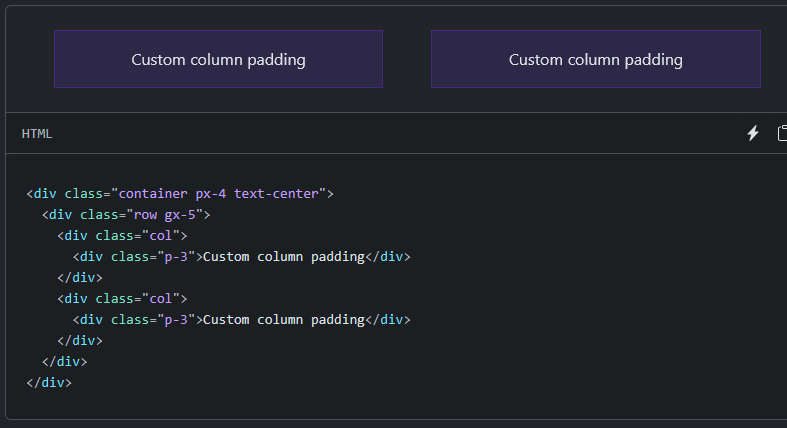 Custom column padding Custom column padding
HTML
<div class="container px-4 text-center">
  <div class="row gx-5">
    <div class="col">
      <div class="p-3">Custom column padding</div>
    </div>
    <div class="col">
      <div class="p-3">Custom column padding</div>
    </div>
  </div>
</div>